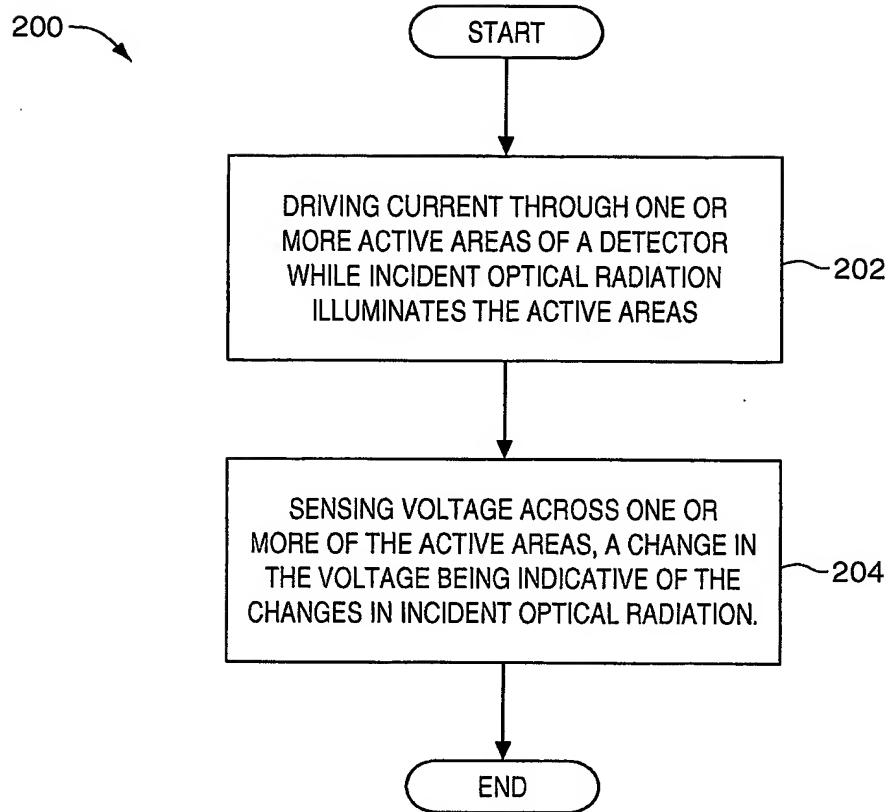 200
START
DRIVING CURRENT THROUGH ONE OR
MORE ACTIVE AREAS OF A DETECTOR
WHILE INCIDENT OPTICAL RADIATION
ILLUMINATES THE ACTIVE AREAS
202
SENSING VOLTAGE ACROSS ONE OR
MORE OF THE ACTIVE AREAS, A CHANGE IN
THE VOLTAGE BEING INDICATIVE OF THE
CHANGES IN INCIDENT OPTICAL RADIATION.
204
END